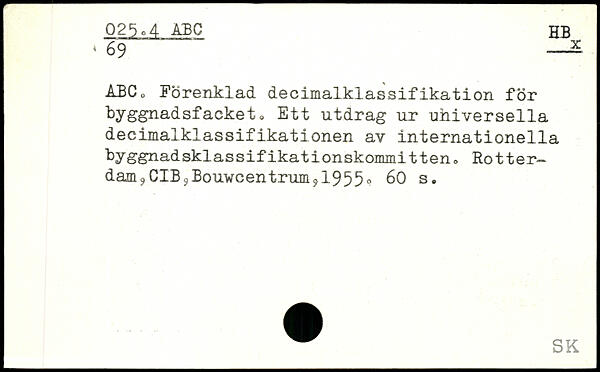 025.4 ABC
69
HB
x
ABC. Förenklad decimalklassifikation för
byggnadsfacket. Ett utdrag ur universella
decimalklassifikationen av internationella
byggnadsklassifikationskommitten. Rotter-
dam,CIB,Bouwcentrum,1955. 60 s.
SK